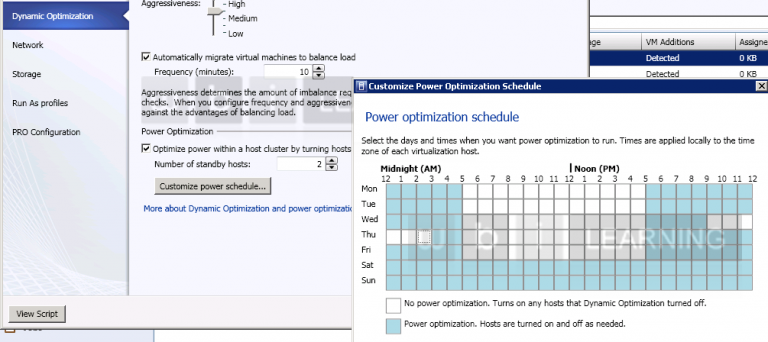 Dynamic Optimization
Network
Storage
Run As profiles
PRO Configuration
View Script
Aggressiveness:
- High
- Medium
- Low
Automatically migrate virtual machines to balance load
Frequency (minutes): 10
Aggressiveness determines the amount of imbalance req
checks. When you configure frequency and aggressiven
against the advantages of balancing load.
Power Optimization
Optimize power within a host cluster by turning hosts
Number of standby hosts: 2
Customize power schedule...
More about Dynamic Optimization and power optimizatio
age VM Additions Assigne
Detected 0 KB
Detected 0 KB
Customize Power Optimization Schedule
Power optimization schedule
Select the days and times when you want power optimization to run. Times are applied locally to the time
zone of each virtualization host.
Midnight (AM) Noon (PM)
12 1 2 3 4 5 6 7 8 9 10 11 12 1 2 3 4 5 6 7 8 9 10 11 12
Mon
Tue
Wed
Thu
Fri
Sat
Sun
LEARNING
No power optimization. Turns on any hosts that Dynamic Optimization turned off.
Power optimization. Hosts are turned on and off as needed.